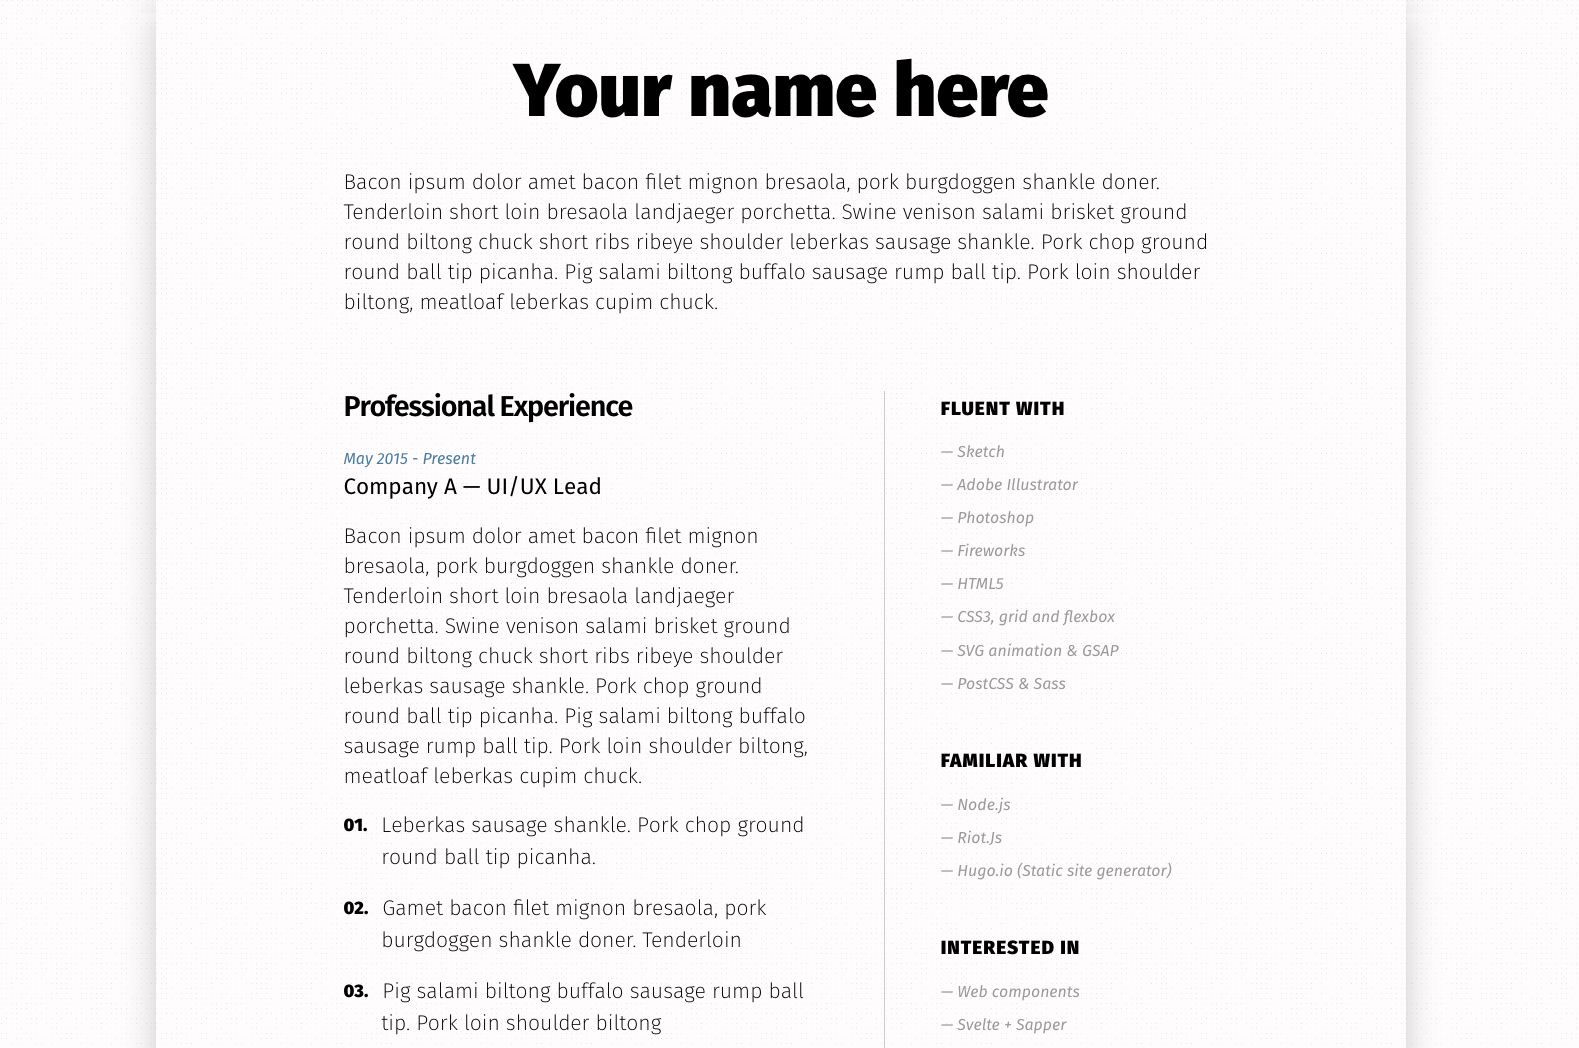 Your name here
Bacon ipsum dolor amet bacon filet mignon bresaola, pork burgdoggen shankle doner.
Tenderloin short loin bresaola landjaeger porchetta. Swine venison salami brisket ground
round biltong chuck short ribs ribeye shoulder leberkas sausage shankle. Pork chop ground
round ball tip picanha. Pig salami biltong buffalo sausage rump ball tip. Pork loin shoulder
biltong, meatloaf leberkas cupim chuck.
Professional Experience
May 2015 - Present
Company A — UI/UX Lead
Bacon ipsum dolor amet bacon filet mignon
bresaola, pork burgdoggen shankle doner.
Tenderloin short loin bresaola landjaeger
porchetta. Swine venison salami brisket ground
round biltong chuck short ribs ribeye shoulder
leberkas sausage shankle. Pork chop ground
round ball tip picanha. Pig salami biltong buffalo
sausage rump ball tip. Pork loin shoulder biltong,
meatloaf leberkas cupim chuck.
01. Leberkas sausage shankle. Pork chop ground
round ball tip picanha.
02. Gamet bacon filet mignon bresaola, pork
burgdoggen shankle doner. Tenderloin
03. Pig salami biltong buffalo sausage rump ball
tip. Pork loin shoulder biltong
FLUENT WITH
— Sketch
— Adobe Illustrator
— Photoshop
— Fireworks
— HTML5
— CSS3, grid and flexbox
— SVG animation & GSAP
— PostCSS & Sass
FAMILIAR WITH
— Node.js
— Riot.Js
— Hugo.io (Static site generator)
INTERESTED IN
— Web components
— Svelte + Sapper